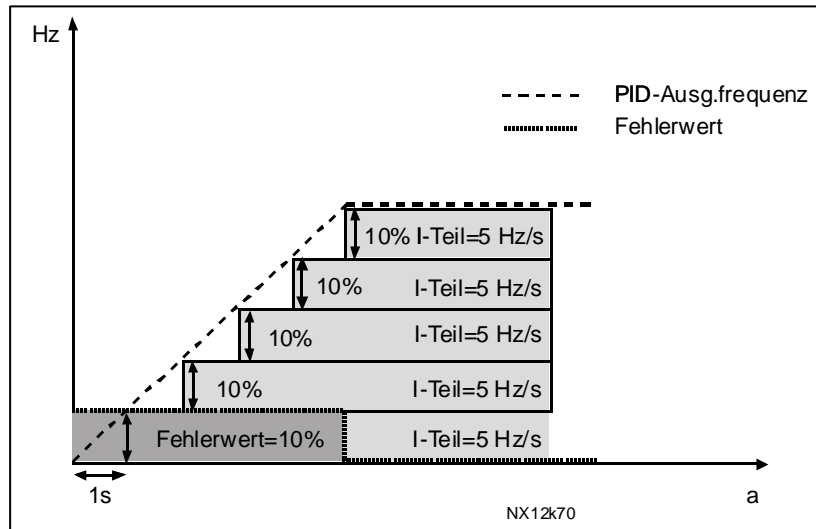 Hz
PID-Ausg.frequenz
Fehlerwert
10% I-Teil=5 Hz/s
10% I-Teil=5 Hz/s
10% I-Teil=5 Hz/s
10% I-Teil=5 Hz/s
Fehlerwert=10% I-Teil=5 Hz/s
1s
a
NX12k70